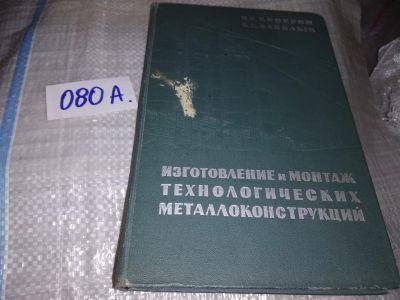 080 А.
ИЗГОТОВЛЕНИЕ и МОНТАЖ
ТЕХНОЛОГИЧЕСКИХ
МЕТАЛЛОКОНСТРУКЦИЙ